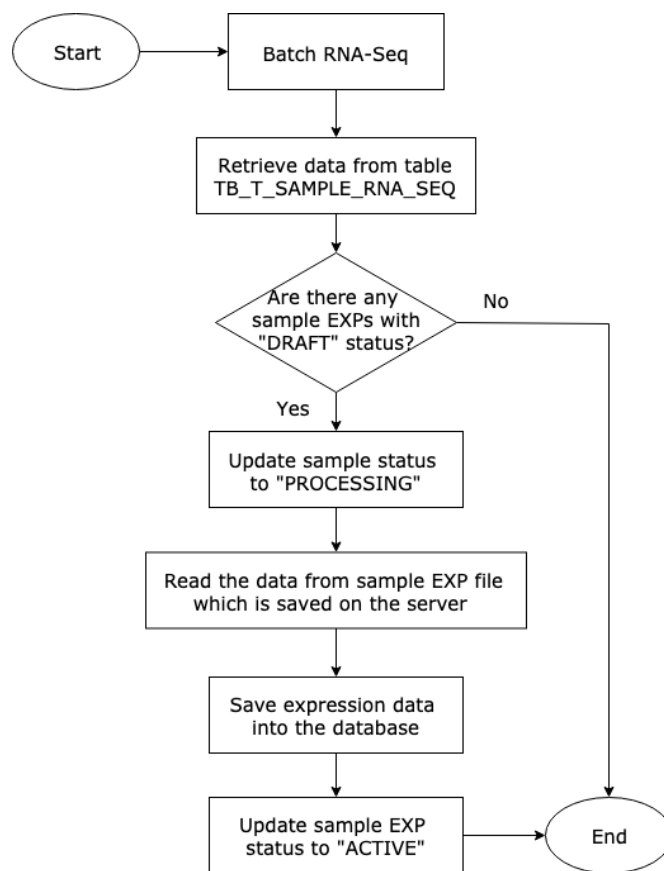 Start
Batch RNA-Seq
Retrieve data from table
TB_T_SAMPLE_RNA_SEQ
Are there any
sample EXPs with
"DRAFT" status?
No
Yes
Update sample status
to "PROCESSING"
Read the data from sample EXP file
which is saved on the server
Save expression data
into the database
Update sample EXP
status to "ACTIVE"
End